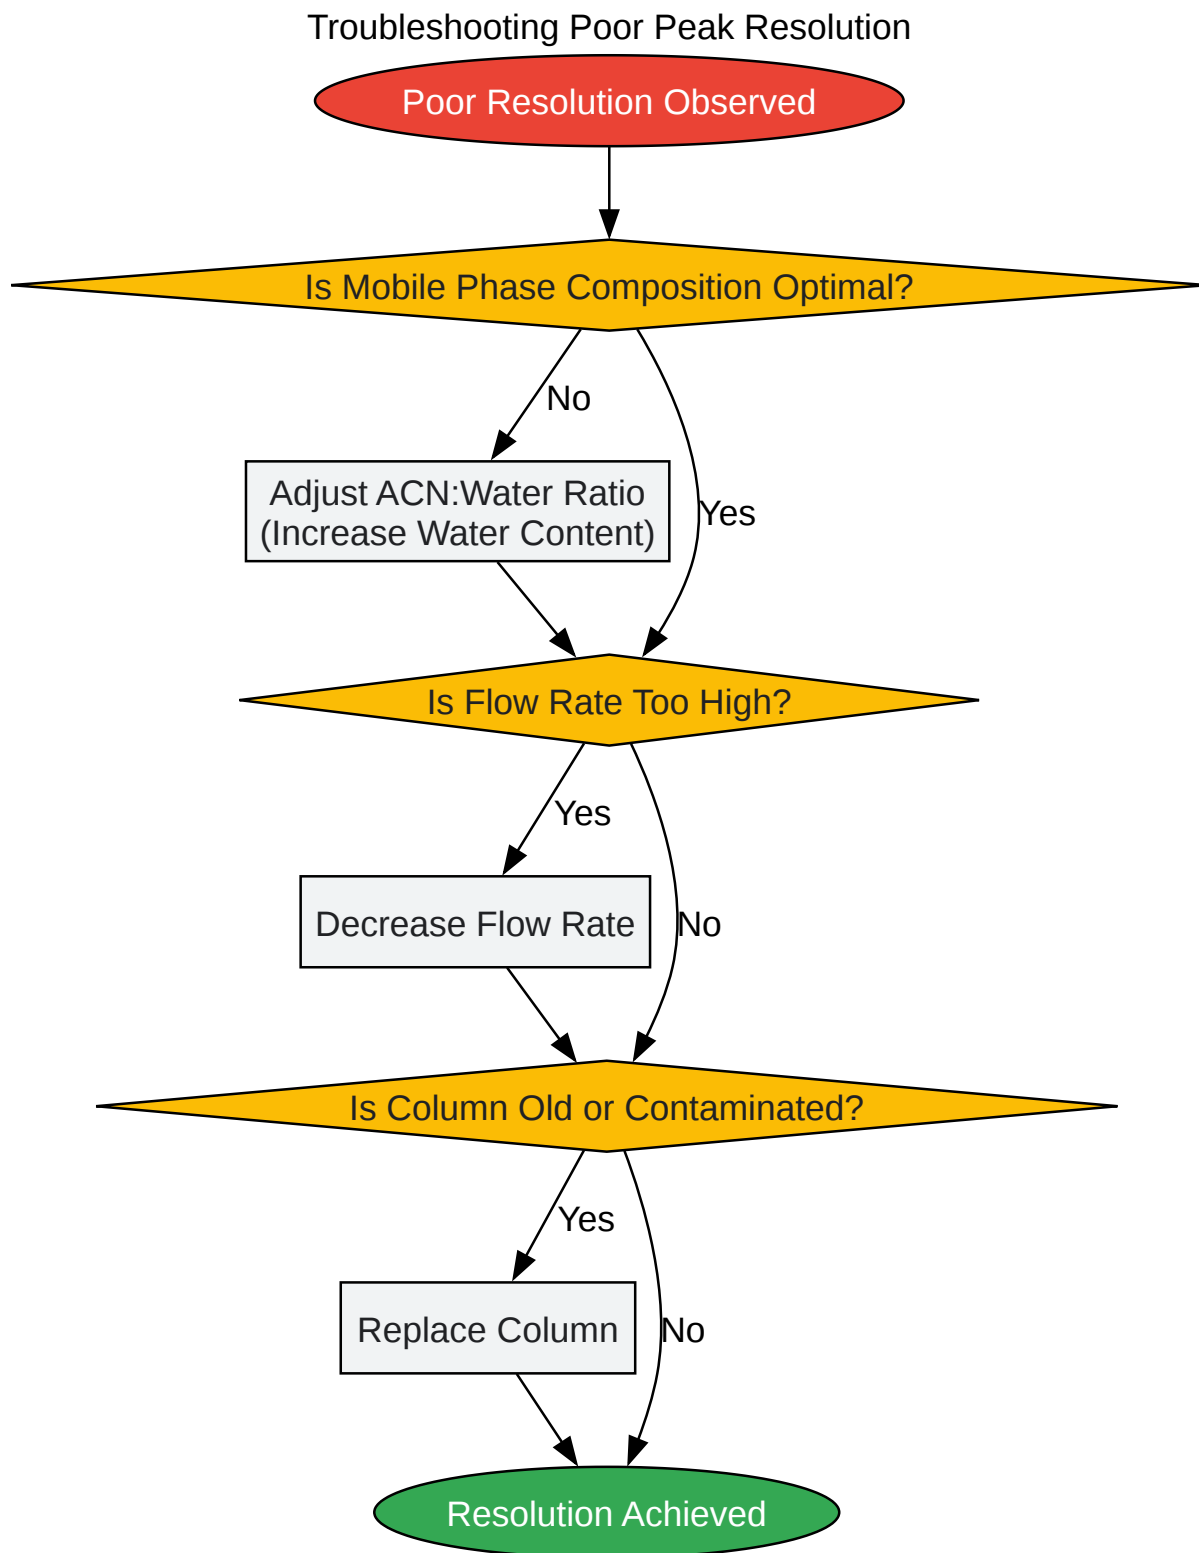 Troubleshooting Poor Peak Resolution
Poor Resolution Observed
Is Mobile Phase Composition Optimal?
No
Adjust ACN:Water Ratio
(Increase Water Content)
Yes
Is Flow Rate Too High?
Yes
Decrease Flow Rate
No
Is Column Old or Contaminated?
Yes
Replace Column
No
Resolution Achieved